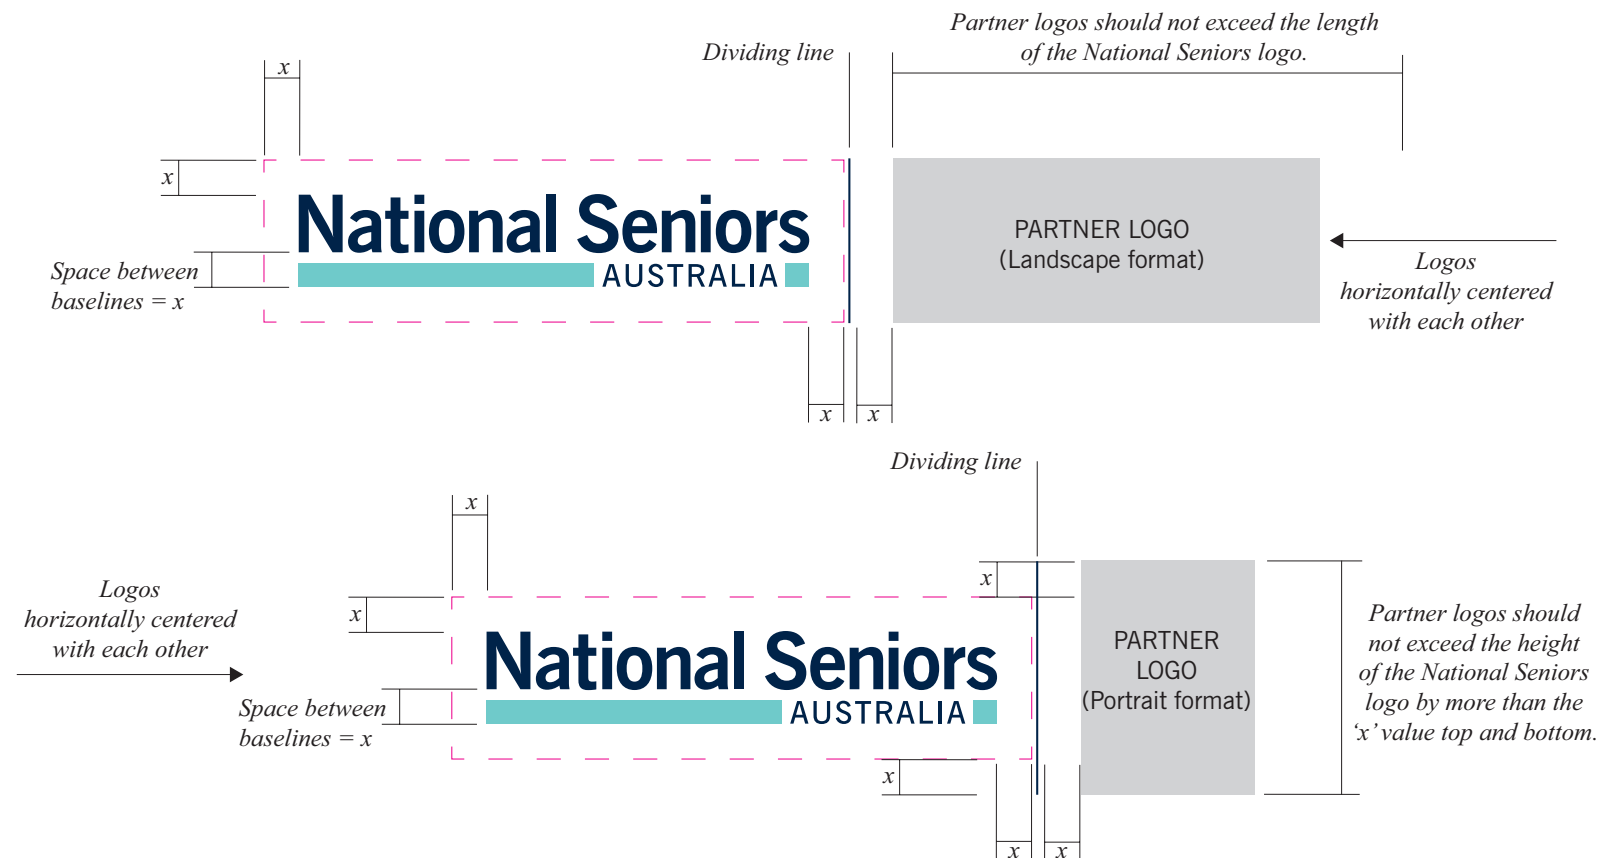 Partner logos should not exceed the length
of the National Seniors logo.
Dividing line
x
x
National Seniors
AUSTRALIA
Space between
baselines = x
PARTNER LOGO
(Landscape format)
Logos
horizontally centered
with each other
x
x
Dividing line
x
x
x
Logos
horizontally centered
with each other
National Seniors
AUSTRALIA
Space between
baselines = x
PARTNER
LOGO
(Portrait format)
Partner logos should
not exceed the height
of the National Seniors
logo by more than the
‘x’ value top and bottom.
x
x
x